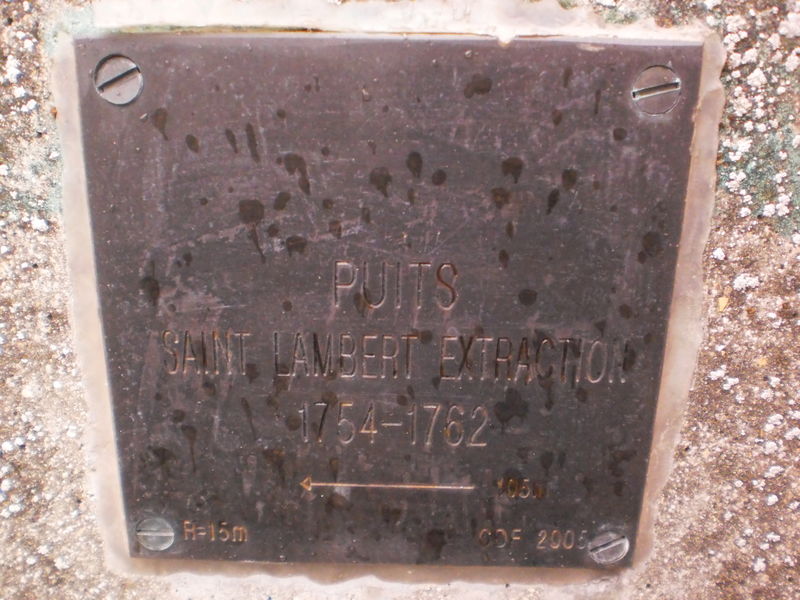 PUITS
SAINT LAMBERT EXTRACTION
1754-1762
105m
R=15m CDF 2005